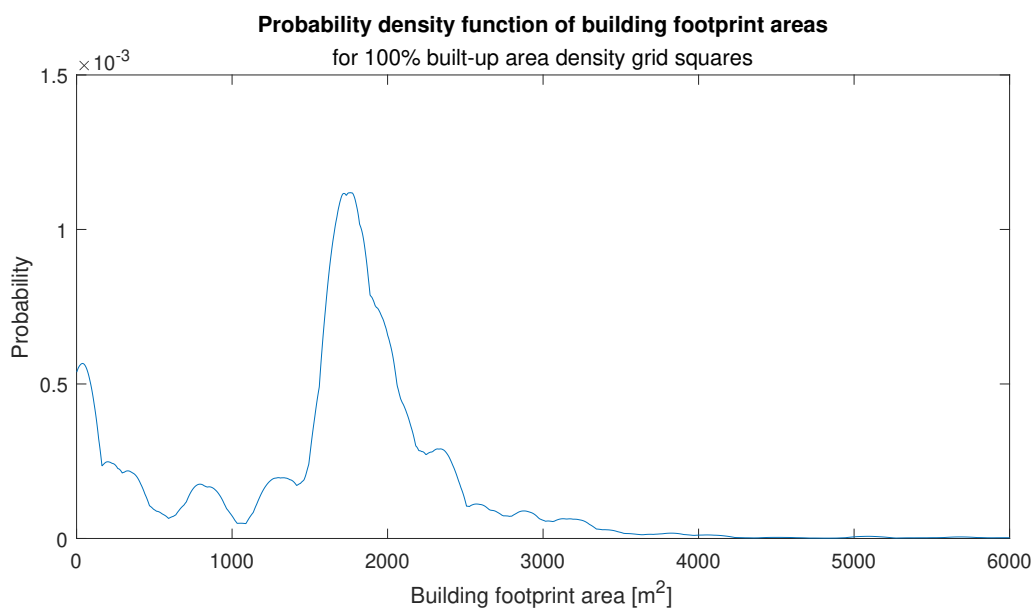 Probability density function of building footprint areas
for 100% built-up area density grid squares
×10⁻³
1.5
1
0.5
0
Probability
0 1000 2000 3000 4000 5000 6000
Building footprint area [m²]